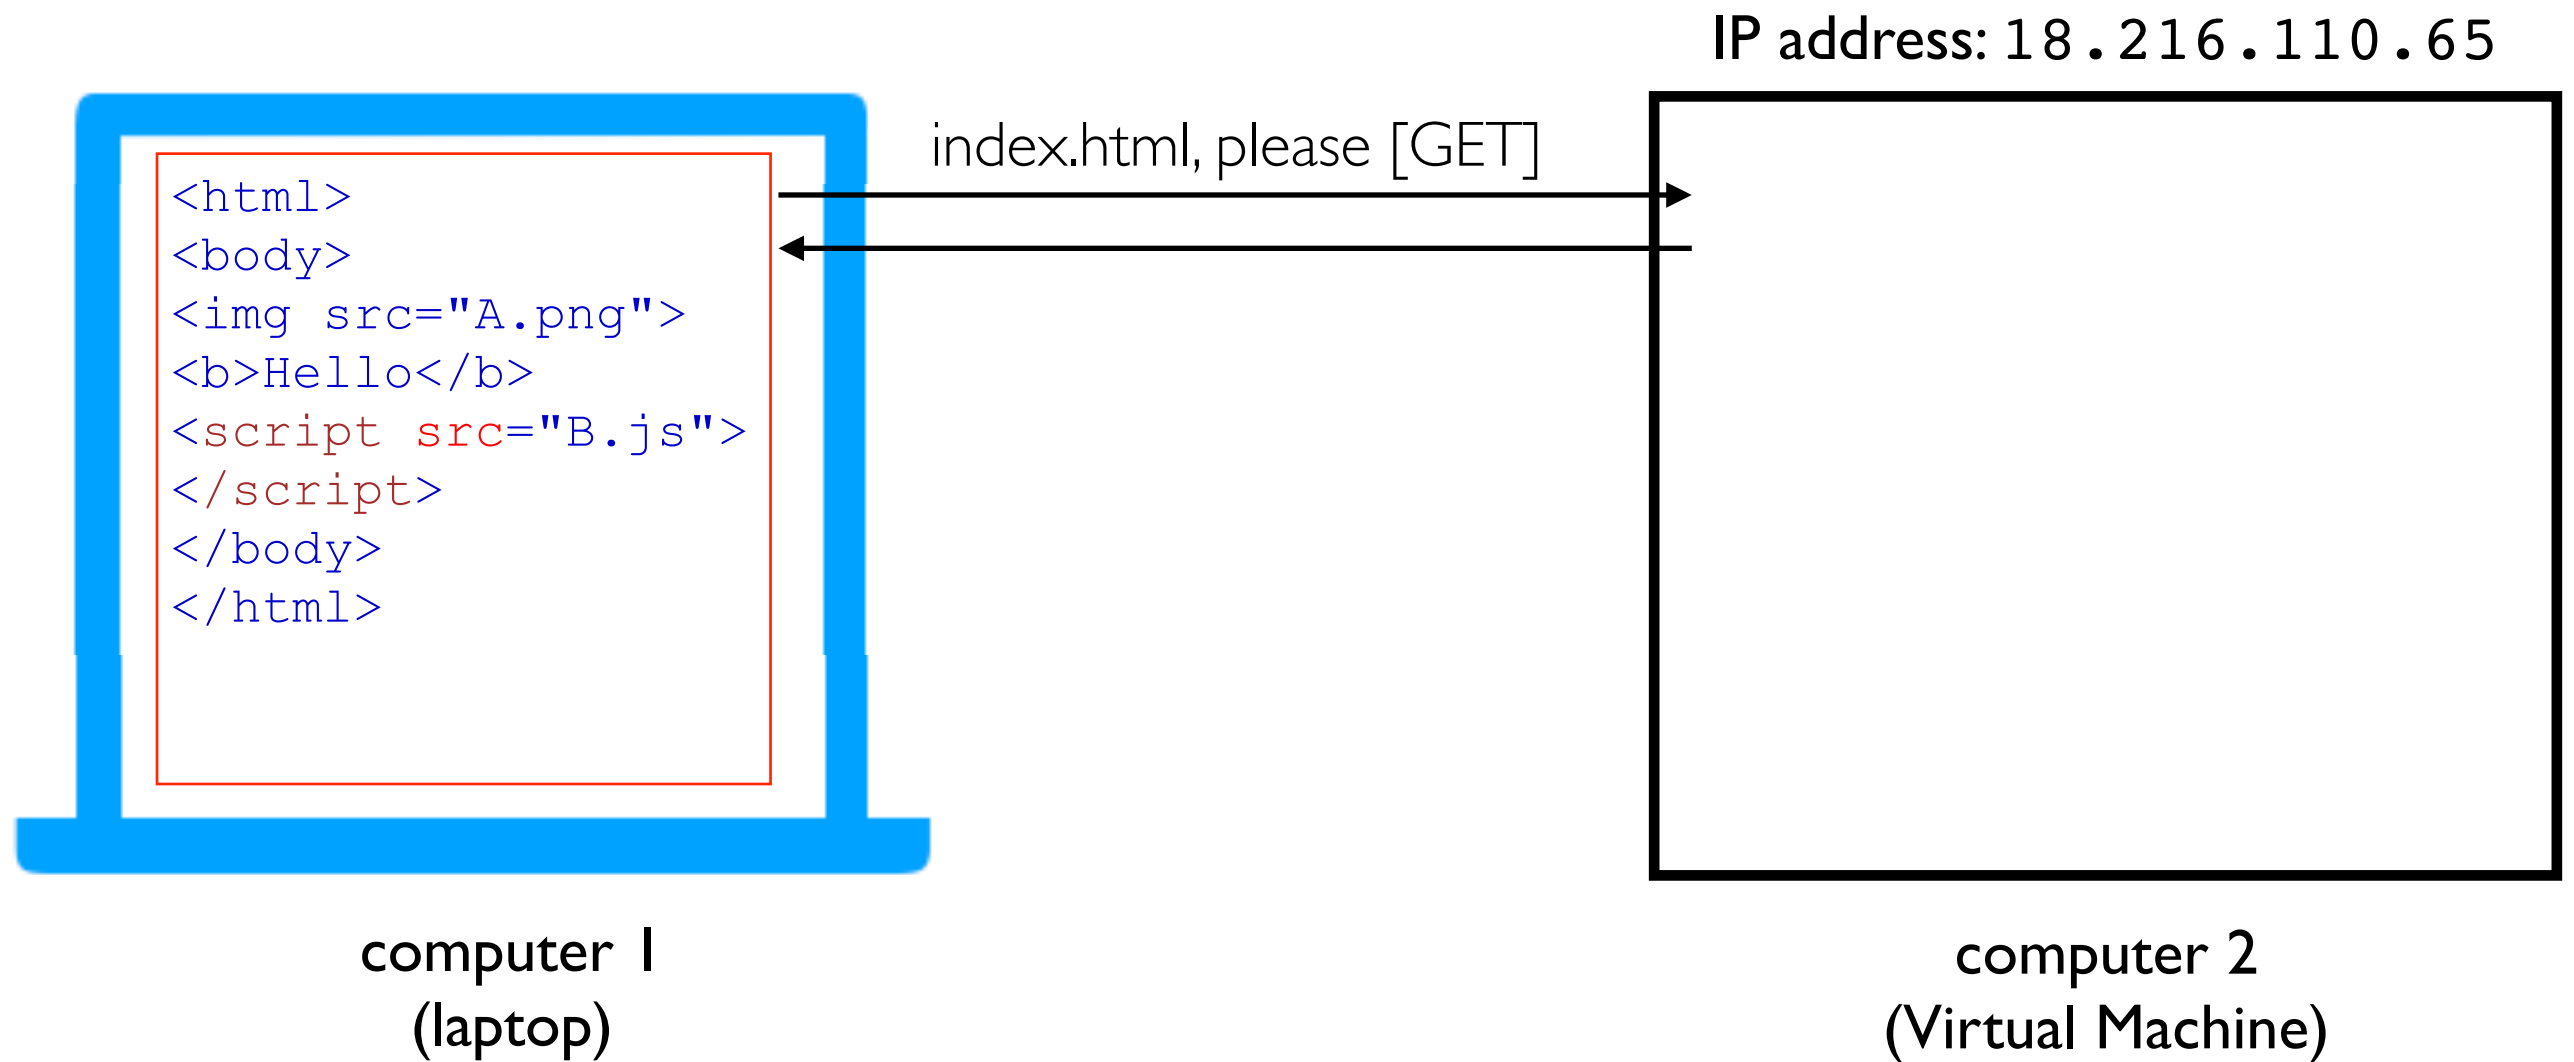 IP address: 18.216.110.65
index.html, please [GET]
<html>
<body>
<img src="A.png">
<b>Hello</b>
<script src="B.js">
</script>
</body>
</html>
computer 1
(laptop)
computer 2
(Virtual Machine)